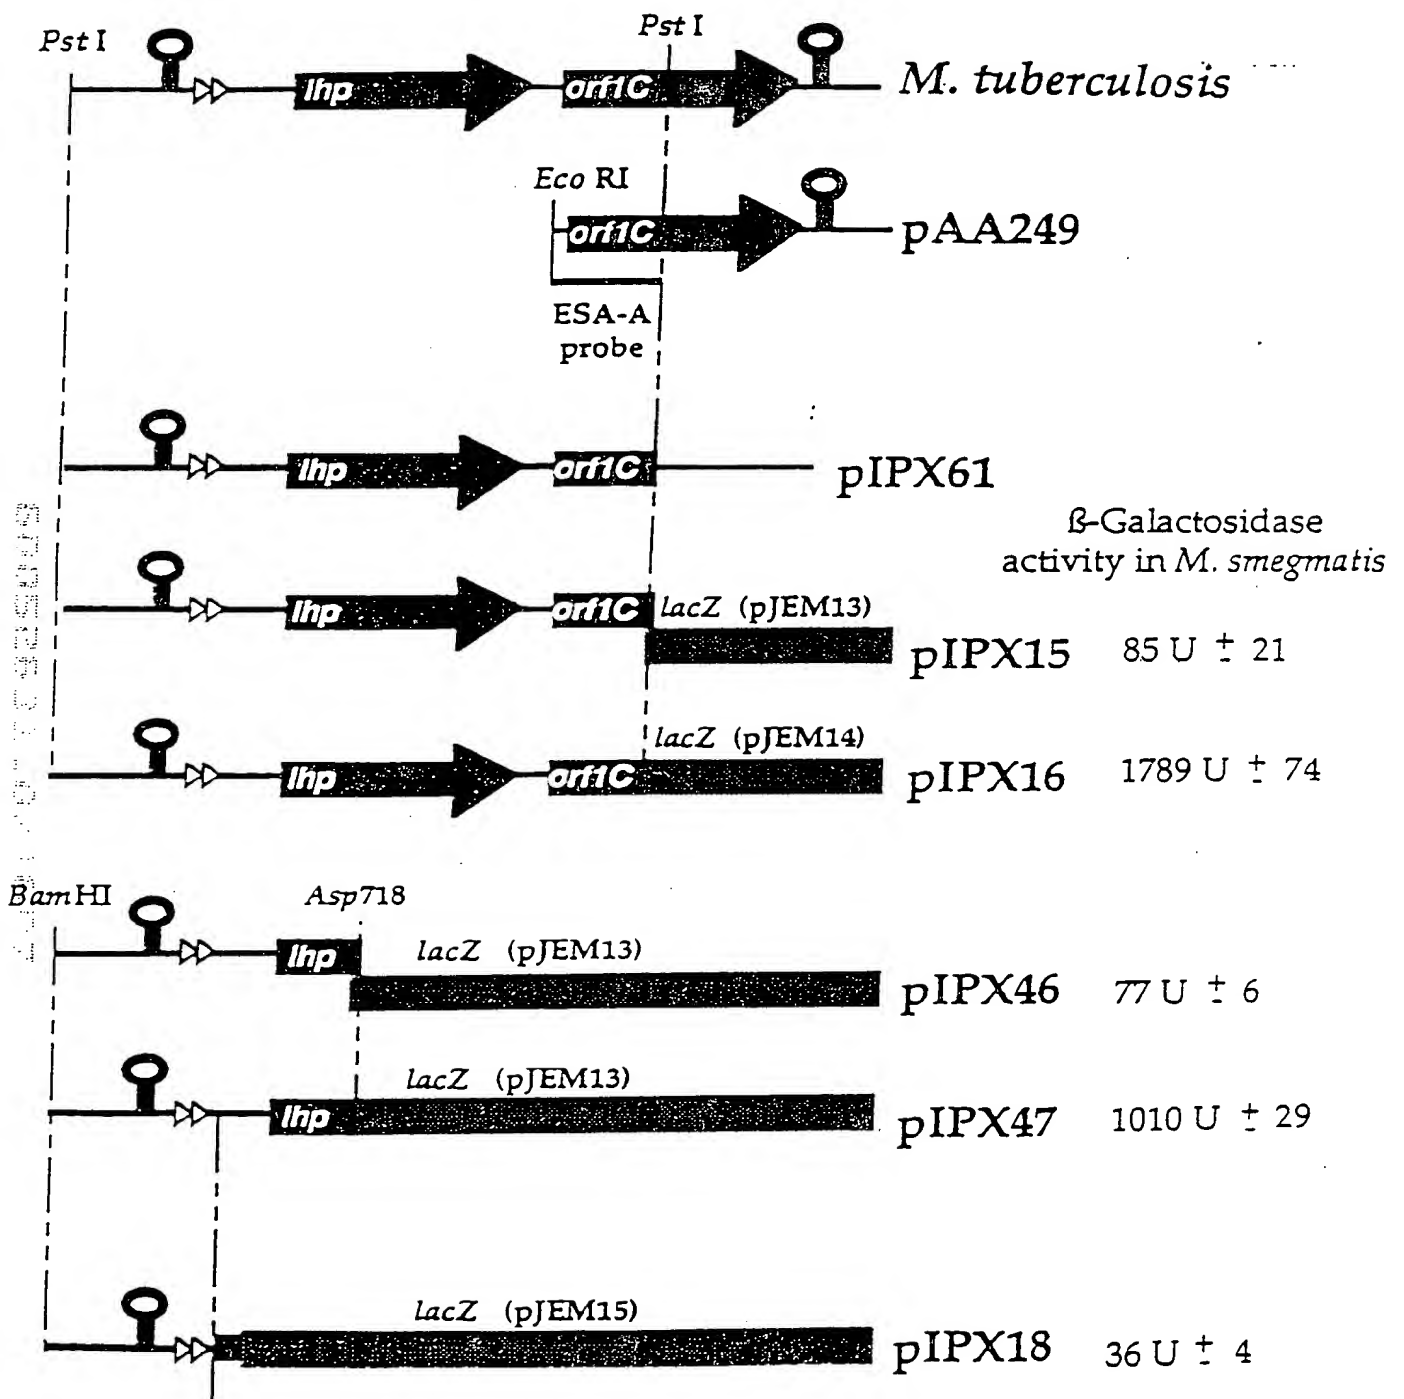 Pst I
Pst I
lhp
orf1C
M. tuberculosis
Eco RI
orf1C
pAA249
ESA-A
probe
lhp
orf1C
pIPX61
ß-Galactosidase
activity in M. smegmatis
lhp
orf1C
lacZ (pJEM13)
pIPX15
85 U ± 21
lhp
orf1C
lacZ (pJEM14)
pIPX16
1789 U ± 74
BamHI
Asp718
lhp
lacZ (pJEM13)
pIPX46
77 U ± 6
lhp
lacZ (pJEM13)
pIPX47
1010 U ± 29
lacZ (pJEM15)
pIPX18
36 U ± 4